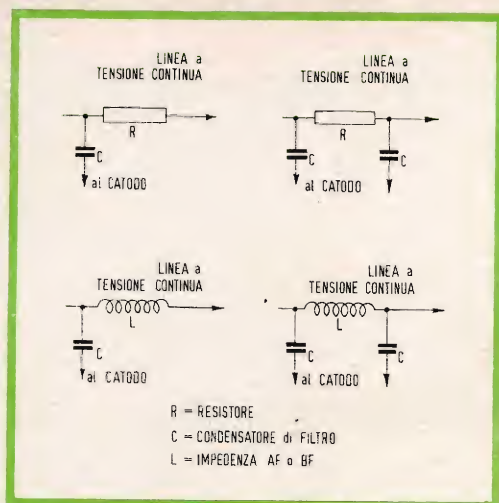 LINEA a
TENSIONE CONTINUA
R
C
al CATODO
LINEA a
TENSIONE CONTINUA
R
C
C
al CATODO
LINEA a
TENSIONE CONTINUA
L
C
al CATODO
LINEA a
TENSIONE CONTINUA
L
C
C
al CATODO
R = RESISTORE
C = CONDENSATORE di FILTRO
L = IMPEDENZA AF o BF